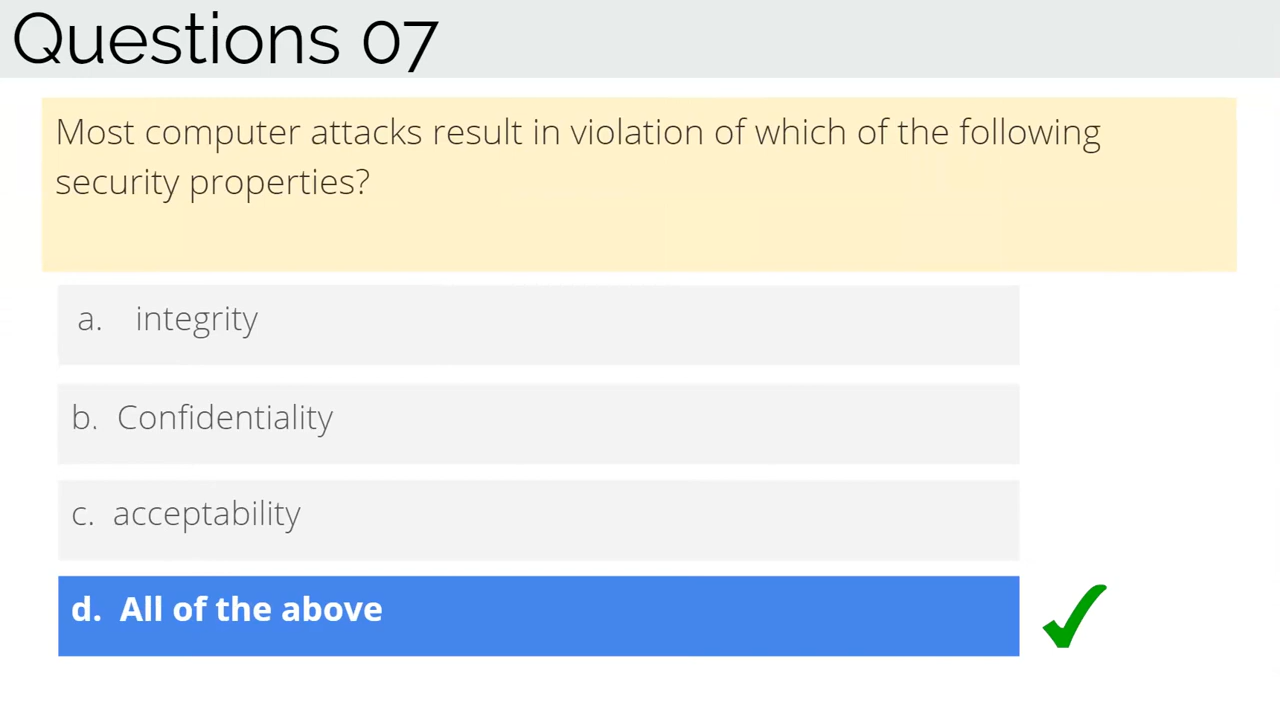 Questions 07
Most computer attacks result in violation of which of the following
security properties?
a. integrity
b. Confidentiality
c. acceptability
d. All of the above